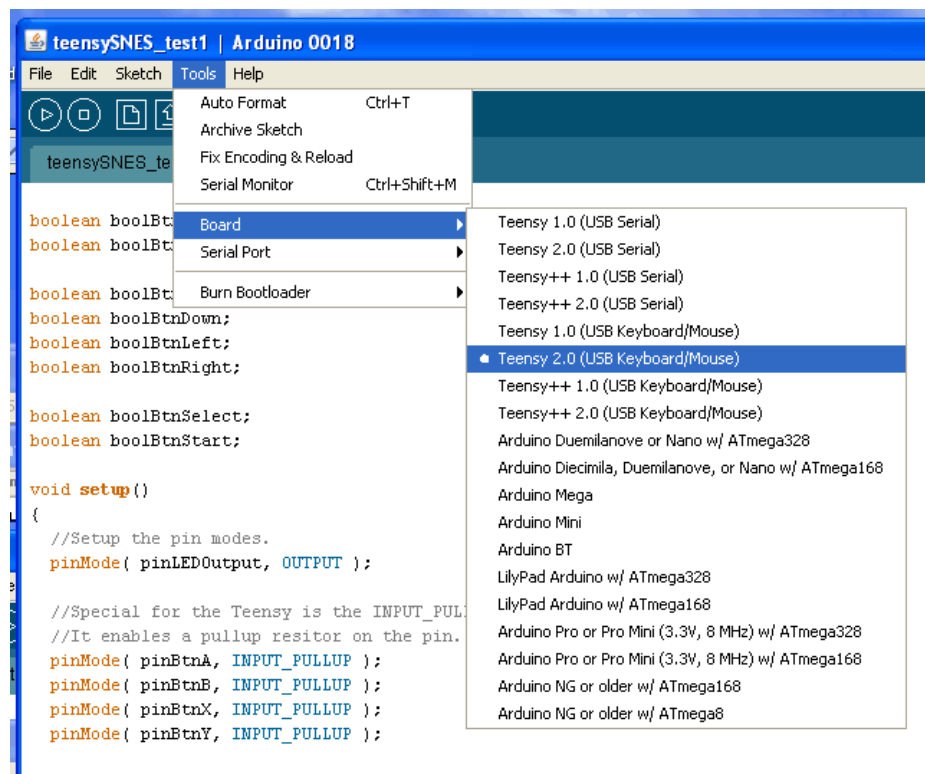 teensySNES_test1 | Arduino 0018
File Edit Sketch Tools Help
Auto Format Ctrl+T
Archive Sketch
Fix Encoding & Reload
Serial Monitor Ctrl+Shift+M
Board
Serial Port
Burn Bootloader
teensySNES_te
Teensy 1.0 (USB Serial)
Teensy 2.0 (USB Serial)
Teensy++ 1.0 (USB Serial)
Teensy++ 2.0 (USB Serial)
Teensy 1.0 (USB Keyboard/Mouse)
Teensy 2.0 (USB Keyboard/Mouse)
Teensy++ 1.0 (USB Keyboard/Mouse)
Teensy++ 2.0 (USB Keyboard/Mouse)
Arduino Duemilanove or Nano w/ ATmega328
Arduino Diecimila, Duemilanove, or Nano w/ ATmega168
Arduino Mega
Arduino Mini
Arduino BT
LilyPad Arduino w/ ATmega328
LilyPad Arduino w/ ATmega168
Arduino Pro or Pro Mini (3.3V, 8 MHz) w/ ATmega328
Arduino Pro or Pro Mini (3.3V, 8 MHz) w/ ATmega168
Arduino NG or older w/ ATmega168
Arduino NG or older w/ ATmega8
boolean boolBt
boolean boolBt
boolean boolBt
boolean boolBtnDown;
boolean boolBtnLeft;
boolean boolBtnRight;
boolean boolBtnSelect;
boolean boolBtnStart;
void setup()
{
//Setup the pin modes.
pinMode( pinLEDOutput, OUTPUT );
//Special for the Teensy is the INPUT_PULL
//It enables a pullup resitor on the pin.
pinMode( pinBtnA, INPUT_PULLUP );
pinMode( pinBtnB, INPUT_PULLUP );
pinMode( pinBtnX, INPUT_PULLUP );
pinMode( pinBtnY, INPUT_PULLUP );